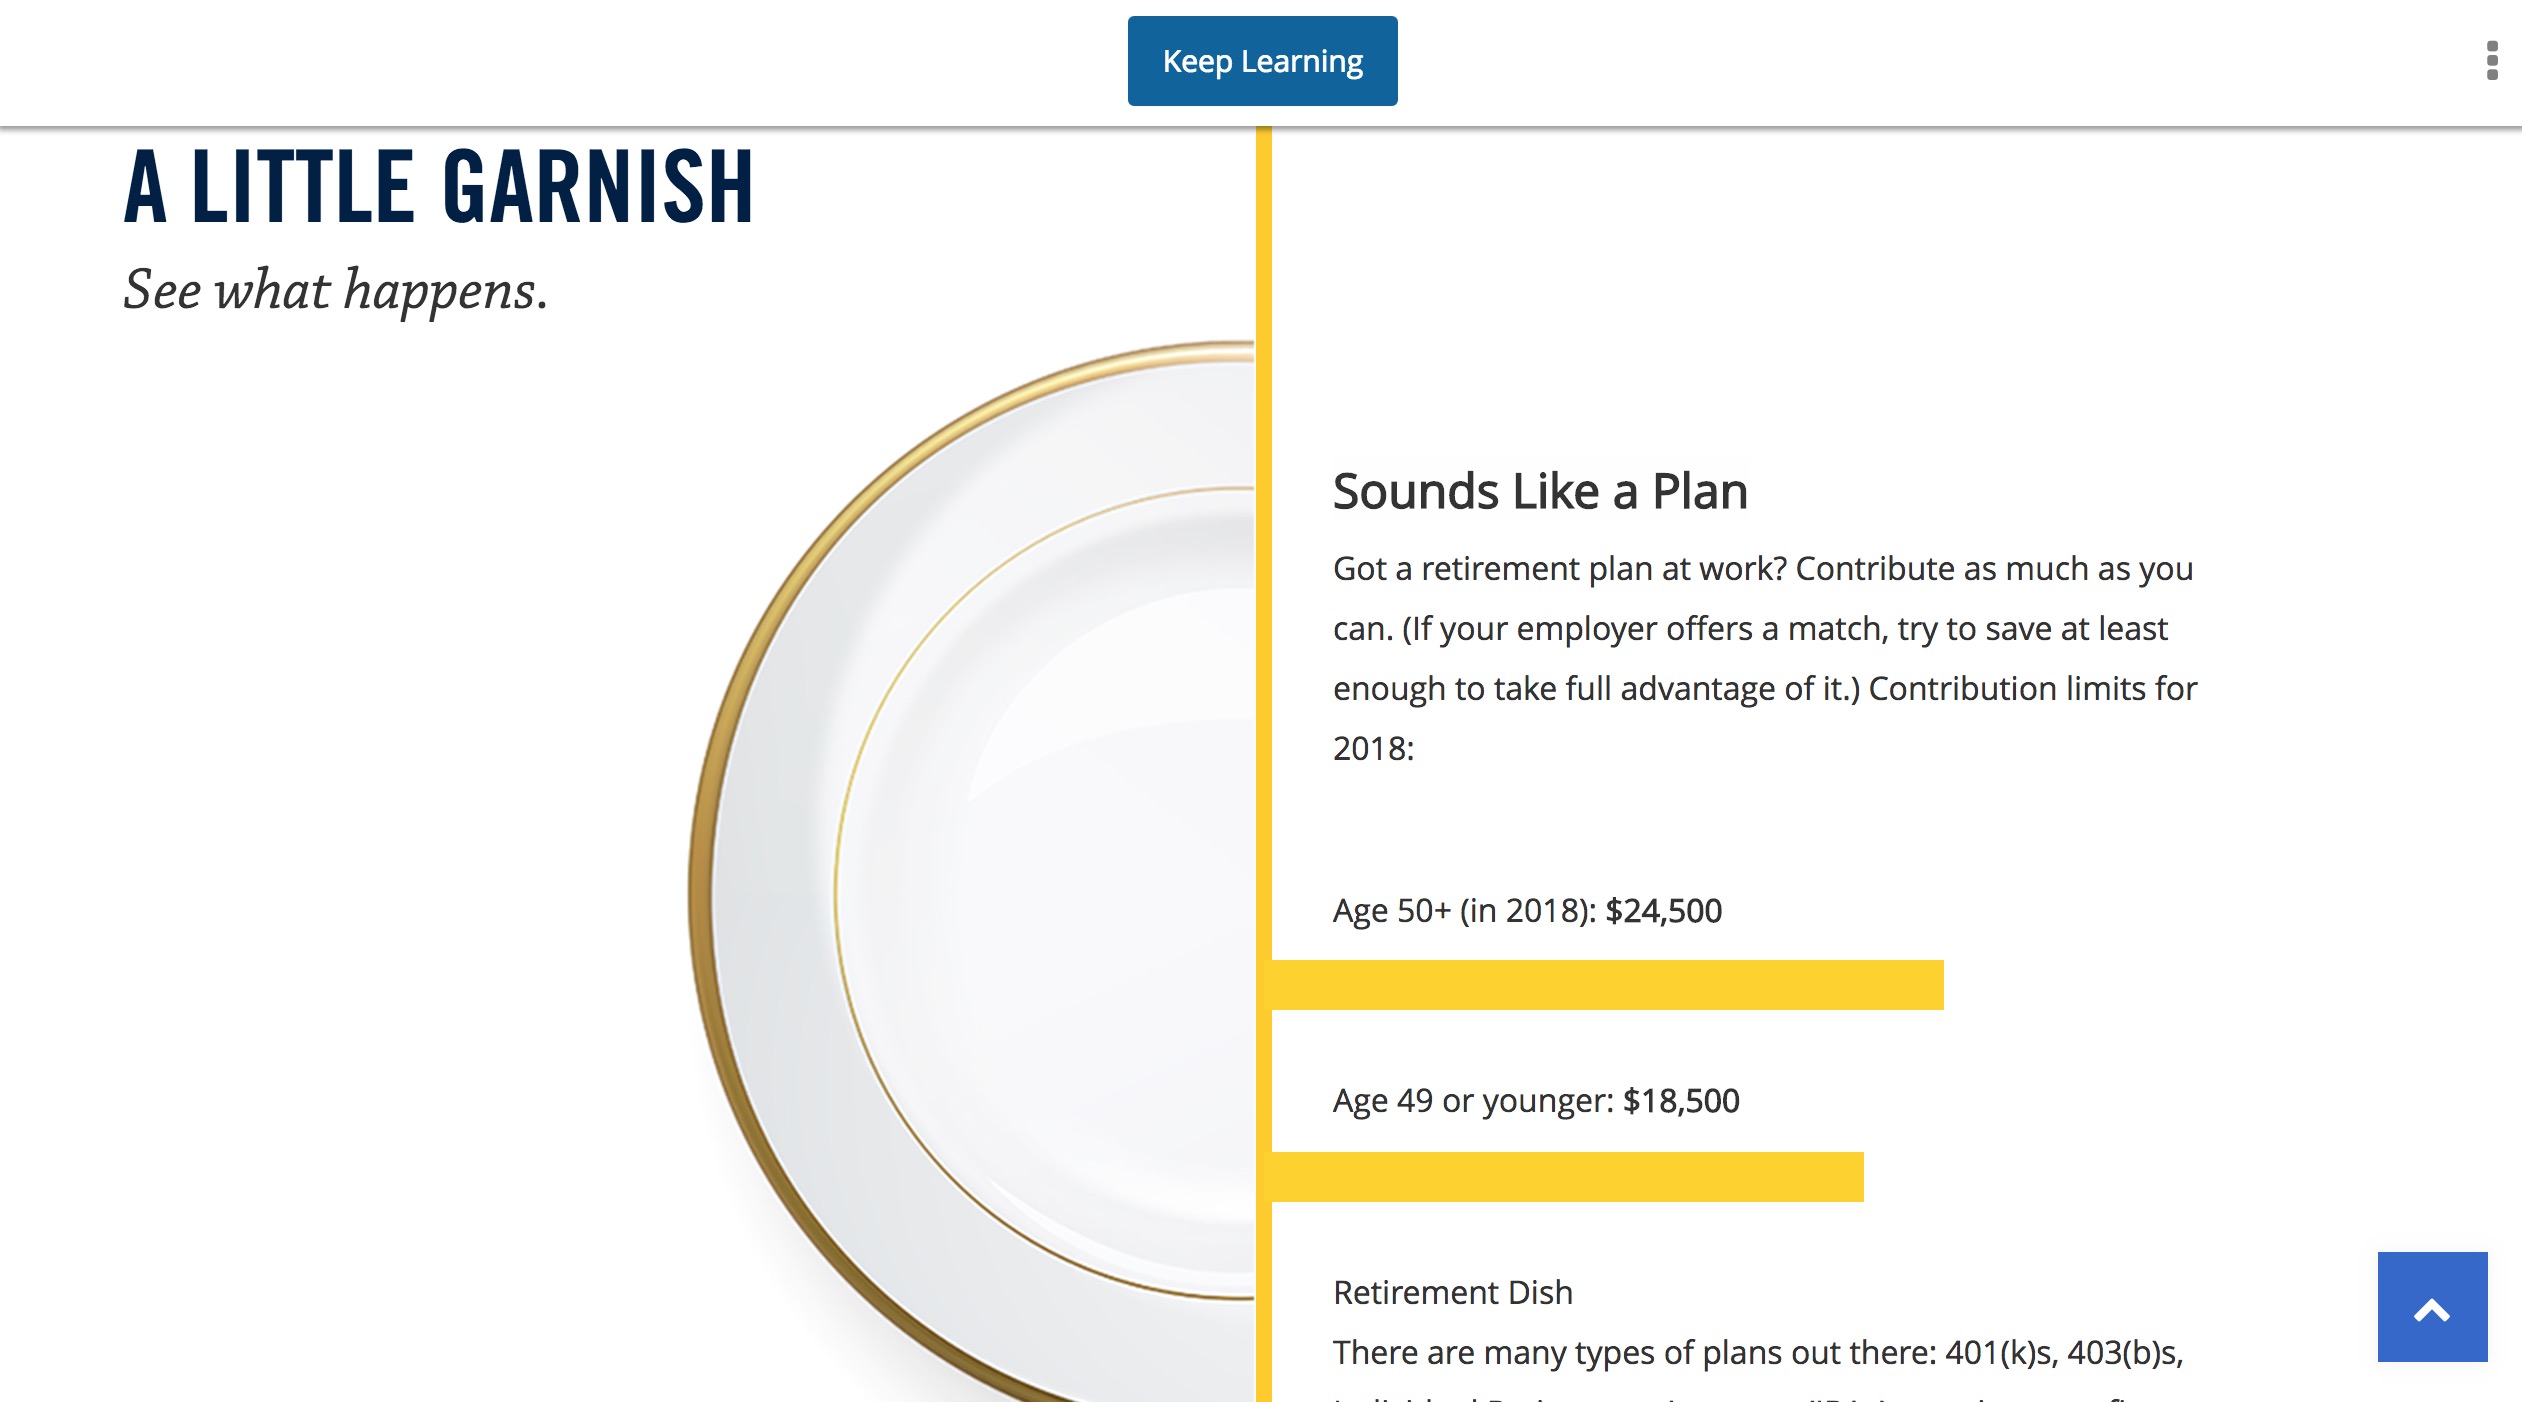 Keep Learning
A LITTLE GARNISH
See what happens.
Sounds Like a Plan
Got a retirement plan at work? Contribute as much as you
can. (If your employer offers a match, try to save at least
enough to take full advantage of it.) Contribution limits for
2018:
Age 50+ (in 2018): $24,500
Age 49 or younger: $18,500
Retirement Dish
There are many types of plans out there: 401(k)s, 403(b)s,